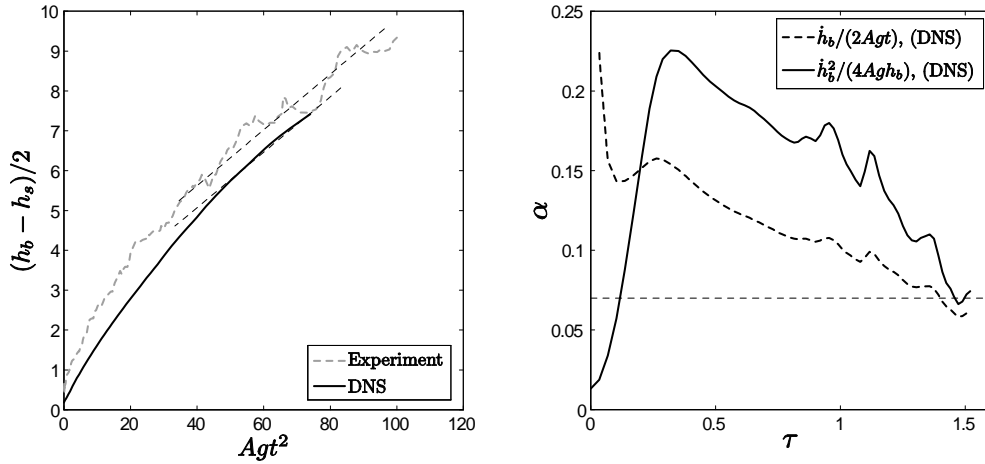 (h_b − h_s)/2
10
9
8
7
6
5
4
3
2
1
0
0 20 40 60 80 100 120
Agt²
Experiment
DNS
α
0.25
0.2
0.15
0.1
0.05
0
0 0.5 1 1.5
τ
ḣ_b/(2Agt), (DNS)
ḣ_b²/(4Agh_b), (DNS)